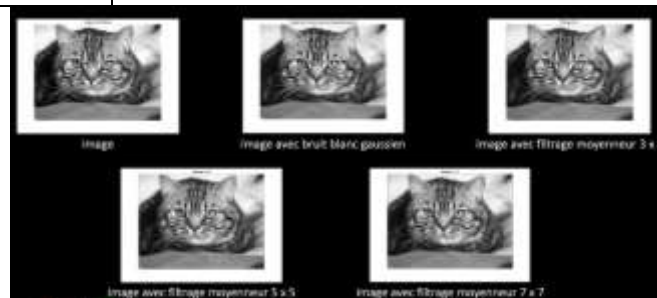 image
image avec bruit blanc gaussien
image avec filtrage moyenneur 3 x
image avec filtrage moyenneur 5 x 5
image avec filtrage moyenneur 7 x 7